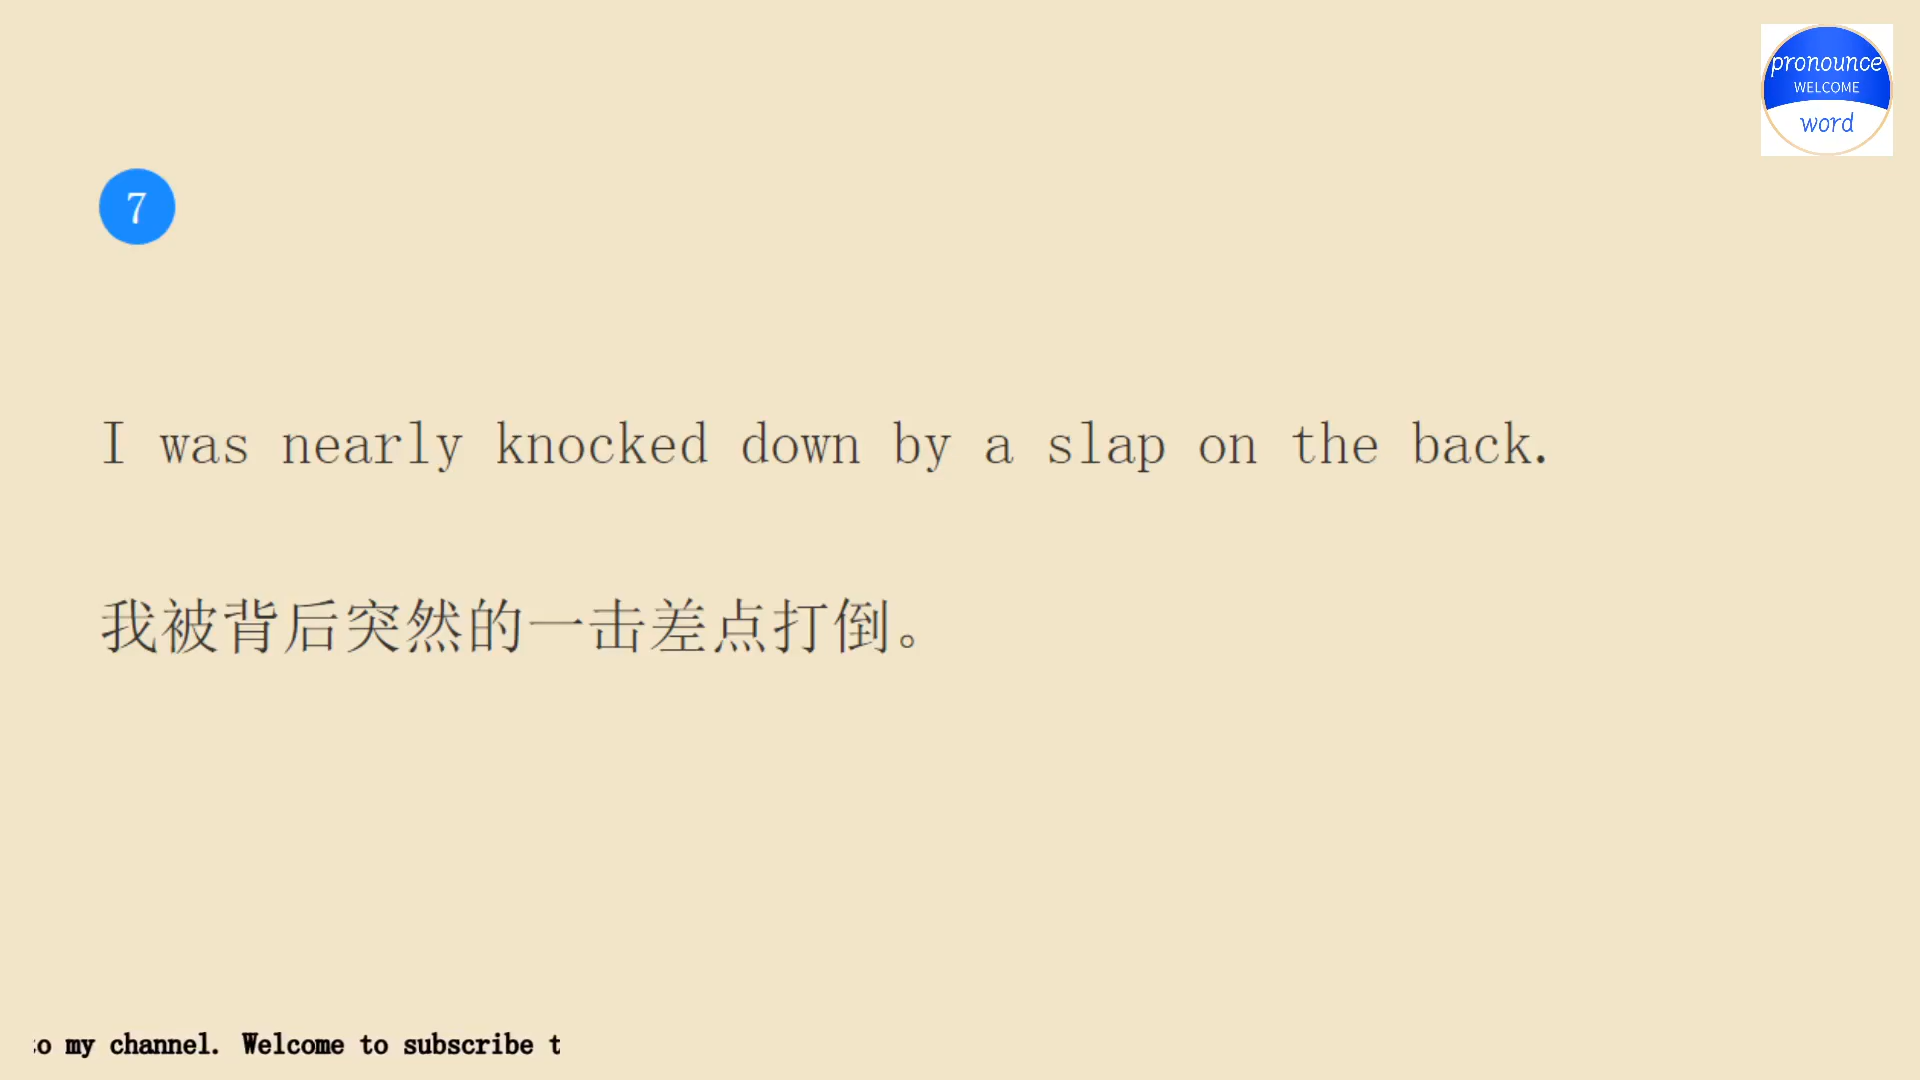 pronounce
WELCOME
word
7
I was nearly knocked down by a slap on the back.
我被背后突然的一击差点打倒。
my channel. Welcome to subscribe